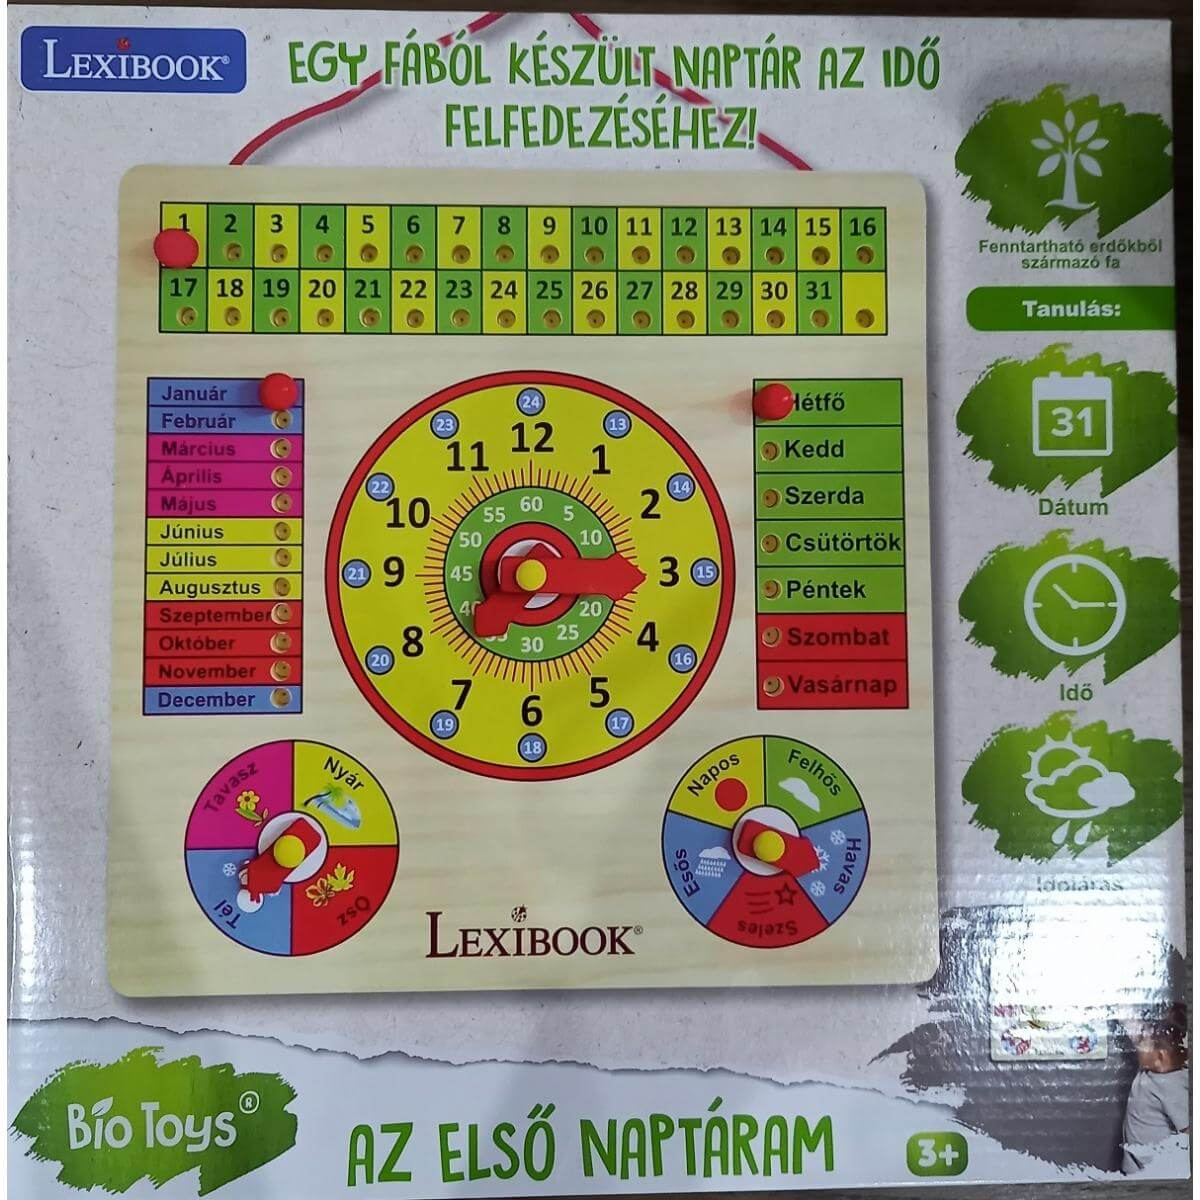 LEXIBOOK®
EGY FÁBÓL KÉSZÜLT NAPTÁR AZ IDŐ
FELFEDEZÉSÉHEZ!
Fenntartható erdőkből
származó fa
Tanulás:
31
Dátum
Idő
Időjárás
1 2 3 4 5 6 7 8 9 10 11 12 13 14 15 16
17 18 19 20 21 22 23 24 25 26 27 28 29 30 31
Január
Február
Március
Április
Május
Június
Július
Augusztus
Szeptember
Október
November
December
24 13 14 15 16 17 18 19 20 21 22 23
12 1 2 3 4 5 6 7 8 9 10 11
60 5 10 20 25 30 35 40 45 50 55
Hétfő
Kedd
Szerda
Csütörtök
Péntek
Szombat
Vasárnap
Tavasz
Nyár
Ősz
Tél
Napos
Felhős
Havas
Szeles
Esős
LEXIBOOK®
Bio Toys®
AZ ELSŐ NAPTÁRAM
3+